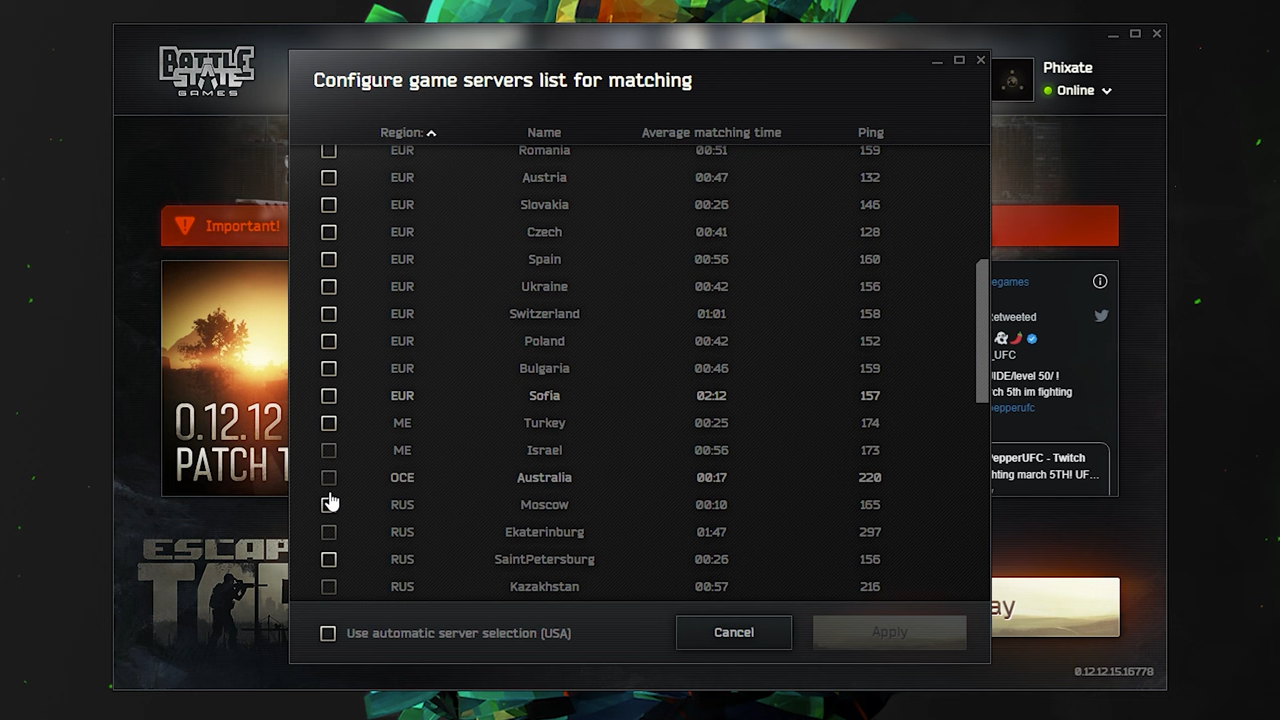 BATTLE
STATE
GAMES
Configure game servers list for matching
Phixate
Online
Region: Name Average matching time Ping
EUR Romania 00:51 159
EUR Austria 00:47 132
EUR Slovakia 00:26 146
EUR Czech 00:41 128
EUR Spain 00:56 160
EUR Ukraine 00:42 156
EUR Switzerland 01:01 158
EUR Poland 00:42 152
EUR Bulgaria 00:46 159
EUR Sofia 02:12 157
ME Turkey 00:25 174
ME Israel 00:56 173
OCE Australia 00:17 220
RUS Moscow 00:10 165
RUS Ekaterinburg 01:47 297
RUS SaintPetersburg 00:26 156
RUS Kazakhstan 00:57 216
Use automatic server selection (USA)
Cancel
Apply
Important!
0.12.12
PATCH
ESCAP
egames
etweeted
_UFC
IIDE/level 50/ !
ch 5th im fighting
epperufc
epperUFC - Twitch
hting march 5TH! UF...
ay
0.12.12.15.16778